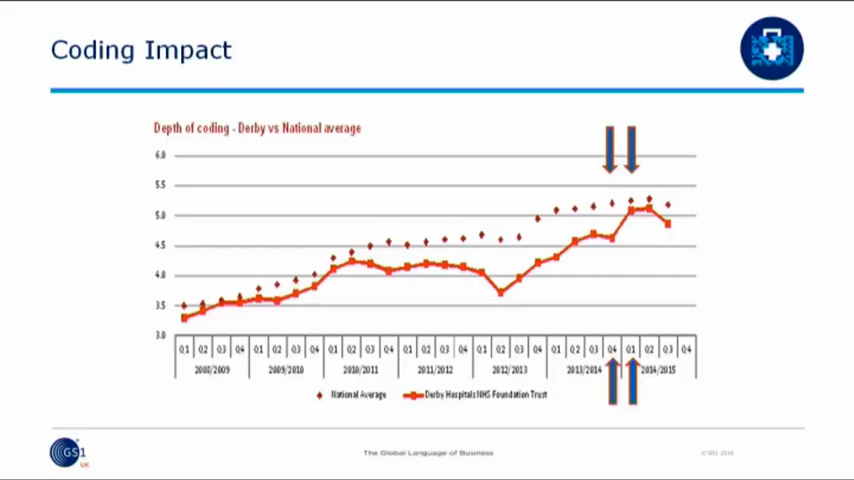 Coding Impact
Depth of coding - Derby vs National average
6.0
5.5
5.0
4.5
4.0
3.5
3.0
Q1 Q2 Q3 Q4 Q1 Q2 Q3 Q4 Q1 Q2 Q3 Q4 Q1 Q2 Q3 Q4 Q1 Q2 Q3 Q4 Q1 Q2 Q3 Q4 Q1 Q2 Q3 Q4
2008/2009 2009/2010 2010/2011 2011/2012 2012/2013 2013/2014 2014/2015
National Average Derby Hospitals NHS Foundation Trust
GS1
UK
The Global Language of Business
© GS1 2016